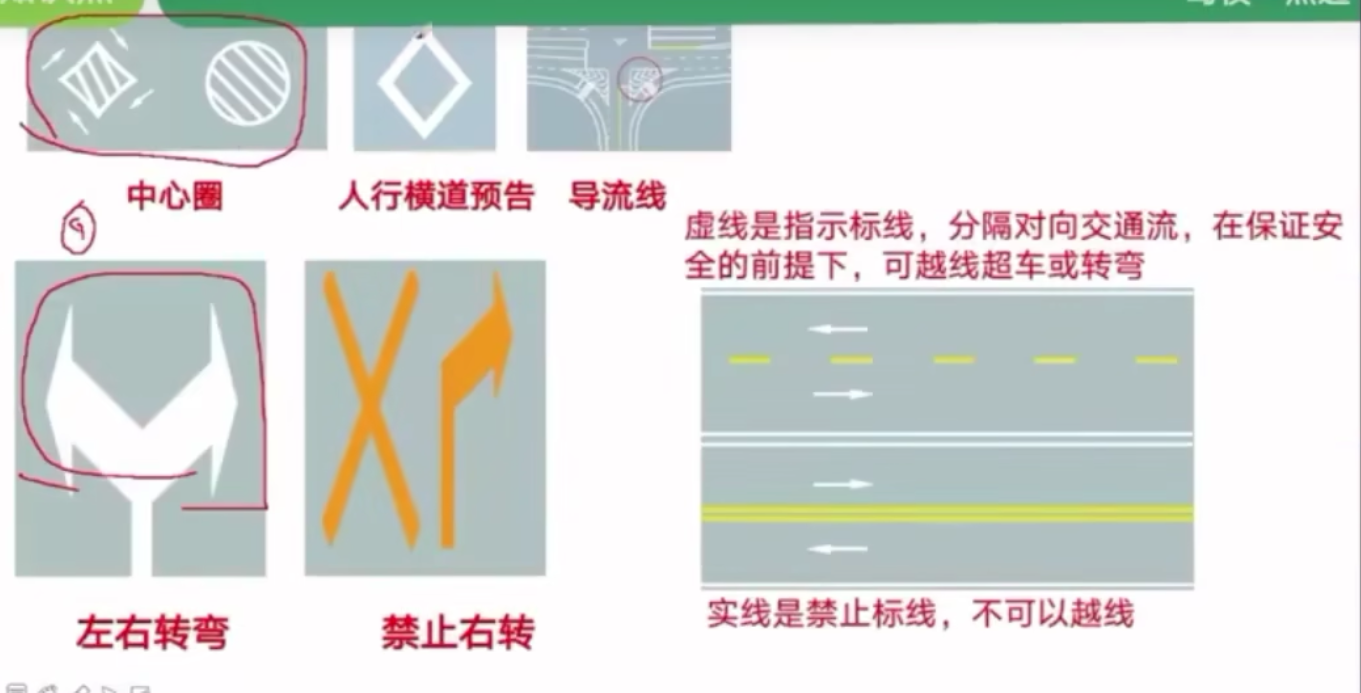 中心圈
人行横道预告
导流线
9
虚线是指示标线，分隔对向交通流，在保证安
全的前提下，可越线超车或转弯
左右转弯
禁止右转
实线是禁止标线，不可以越线